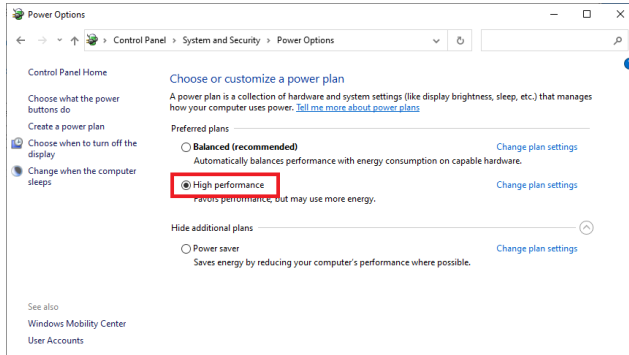 Power Options
Control Panel > System and Security > Power Options
Control Panel Home
Choose what the power
buttons do
Create a power plan
Choose when to turn off the
display
Change when the computer
sleeps
See also
Windows Mobility Center
User Accounts
Choose or customize a power plan
A power plan is a collection of hardware and system settings (like display brightness, sleep, etc.) that manages
how your computer uses power. Tell me more about power plans
Preferred plans
Balanced (recommended) Change plan settings
Automatically balances performance with energy consumption on capable hardware.
High performance Change plan settings
Favors performance, but may use more energy.
Hide additional plans
Power saver Change plan settings
Saves energy by reducing your computer's performance where possible.